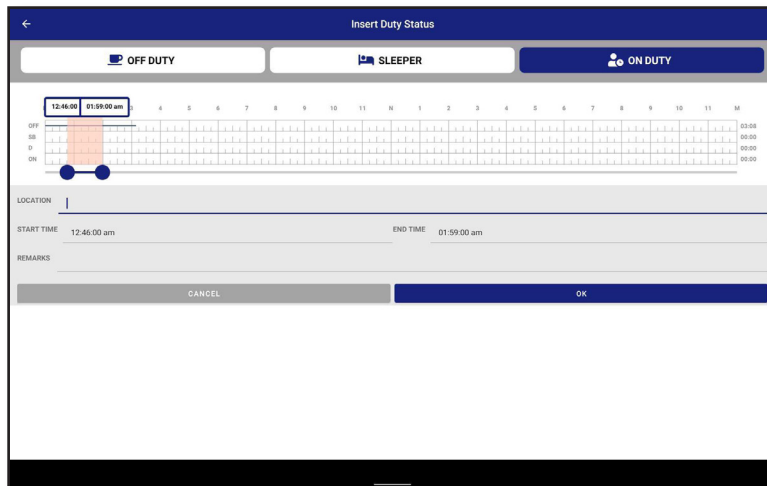 Insert Duty Status
OFF DUTY SLEEPER ON DUTY
12:46:00 01:59:00 am 3 4 5 6 7 8 9 10 11 N 1 2 3 4 5 6 7 8 9 10 11 M
OFF 03:08
SB 00:00
D 00:00
ON 00:00
LOCATION
START TIME 12:46:00 am END TIME 01:59:00 am
REMARKS
CANCEL OK